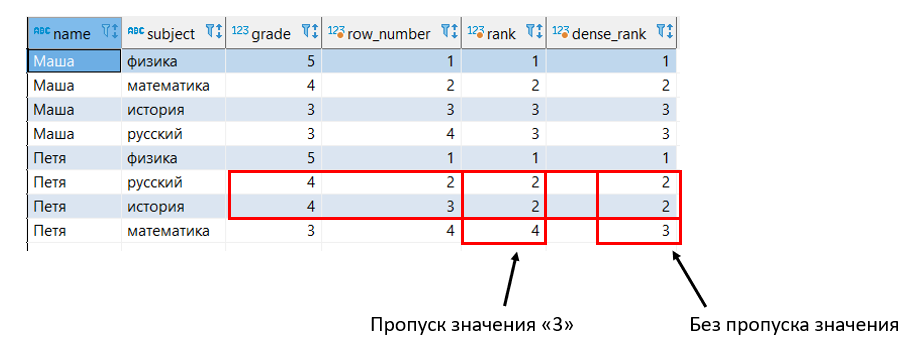 ABC name 123 subject 123 grade 123 row_number 123 rank 123 dense_rank
Маша физика 5 1 1 1
Маша математика 4 2 2 2
Маша история 3 3 3 3
Маша русский 3 4 3 3
Петя физика 5 1 1 1
Петя русский 4 2 2 2
Петя история 4 3 2 2
Петя математика 3 4 4 3
Пропуск значения «3» Без пропуска значения